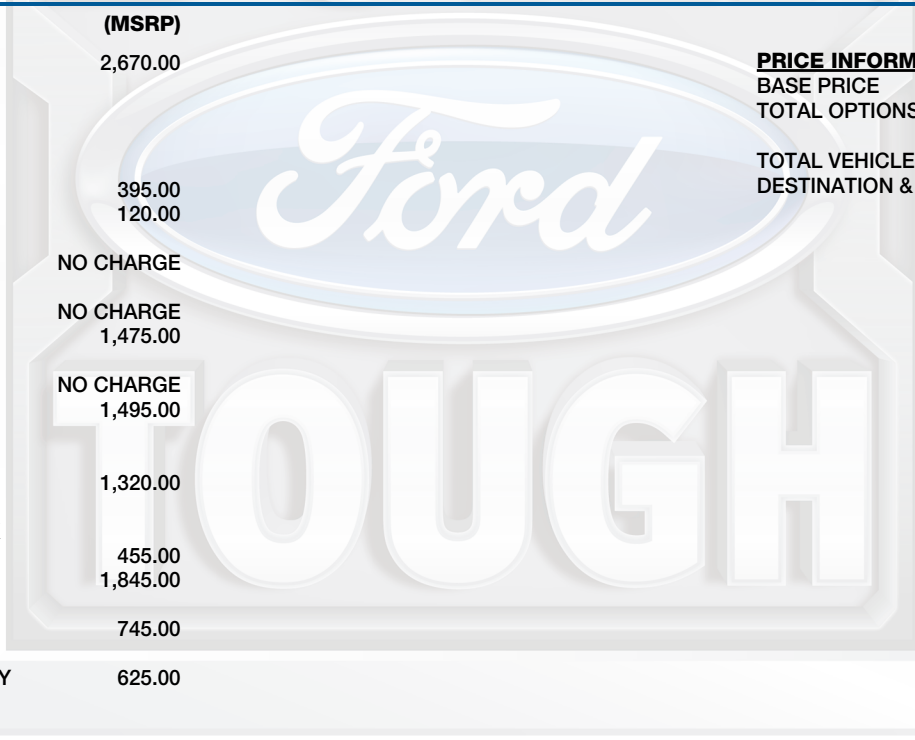 (MSRP)
2,670.00
395.00
120.00
NO CHARGE
NO CHARGE
1,475.00
NO CHARGE
1,495.00
1,320.00
455.00
1,845.00
745.00
Y 625.00
PRICE INFORM
BASE PRICE
TOTAL OPTIONS
TOTAL VEHICLE
DESTINATION &
Ford
TOUGH